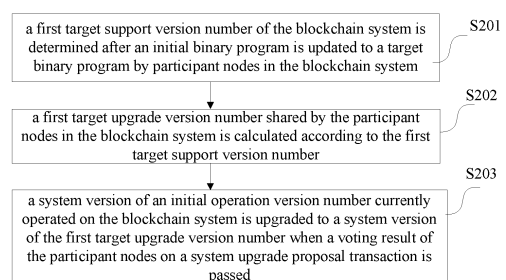 a first target support version number of the blockchain system is
determined after an initial binary program is updated to a target
binary program by participant nodes in the blockchain system
S201
a first target upgrade version number shared by the participant
nodes in the blockchain system is calculated according to the first
target support version number
S202
a system version of an initial operation version number currently
operated on the blockchain system is upgraded to a system version
of the first target upgrade version number when a voting result of
the participant nodes on a system upgrade proposal transaction is
passed
S203